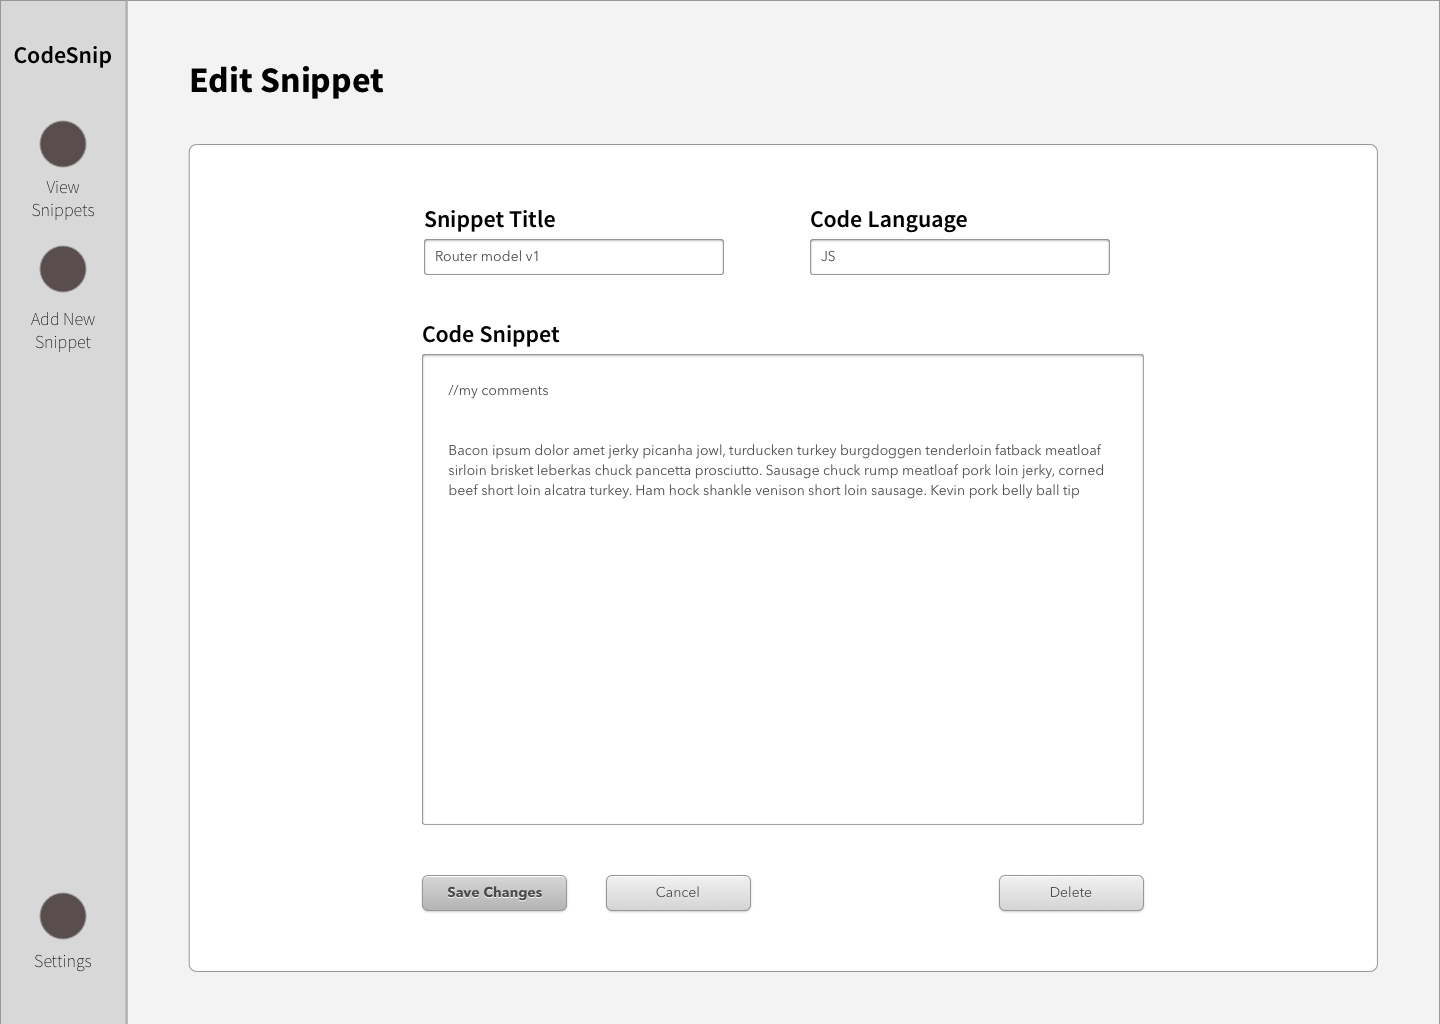 CodeSnip
View
Snippets
Add New
Snippet
Settings
Edit Snippet
Snippet Title
Router model v1
Code Language
JS
Code Snippet
//my comments
Bacon ipsum dolor amet jerky picanha jowl, turducken turkey burgdoggen tenderloin fatback meatloaf
sirloin brisket leberkas chuck pancetta prosciutto. Sausage chuck rump meatloaf pork loin jerky, corned
beef short loin alcatra turkey. Ham hock shankle venison short loin sausage. Kevin pork belly ball tip
Save Changes
Cancel
Delete